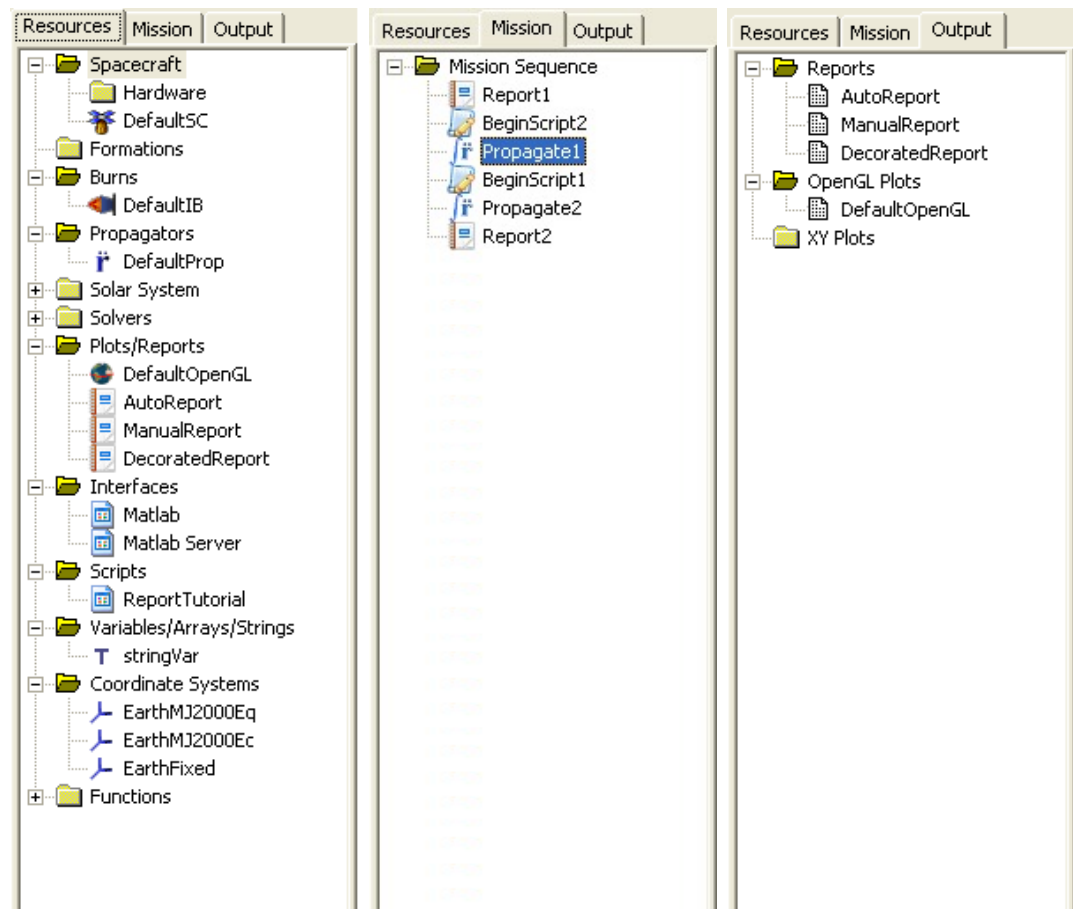 Resources Mission Output
Spacecraft
Hardware
DefaultSC
Formations
Burns
DefaultIB
Propagators
DefaultProp
Solar System
Solvers
Plots/Reports
DefaultOpenGL
AutoReport
ManualReport
DecoratedReport
Interfaces
Matlab
Matlab Server
Scripts
ReportTutorial
Variables/Arrays/Strings
stringVar
Coordinate Systems
EarthMJ2000Eq
EarthMJ2000Ec
EarthFixed
Functions
Resources Mission Output
Mission Sequence
Report1
BeginScript2
Propagate1
BeginScript1
Propagate2
Report2
Resources Mission Output
Reports
AutoReport
ManualReport
DecoratedReport
OpenGL Plots
DefaultOpenGL
XY Plots